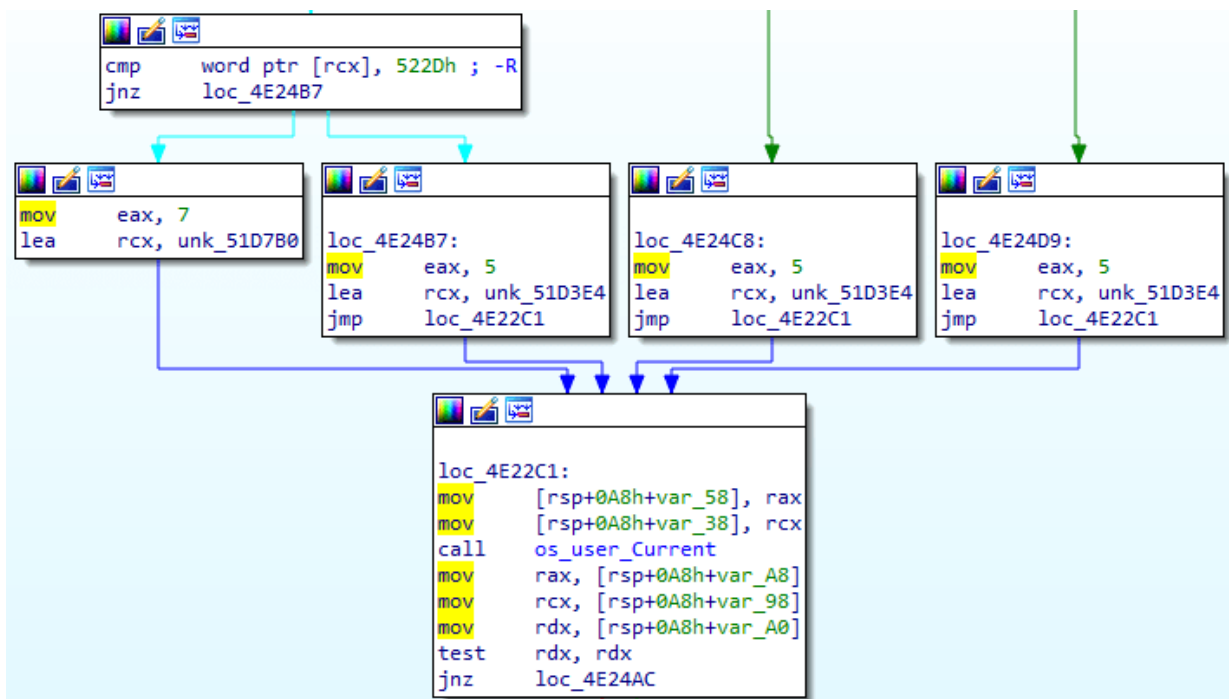 cmp word ptr [rcx], 522Dh ; -R
jnz loc_4E24B7
mov eax, 7
lea rcx, unk_51D7B0
loc_4E24B7:
mov eax, 5
lea rcx, unk_51D3E4
jmp loc_4E22C1
loc_4E24C8:
mov eax, 5
lea rcx, unk_51D3E4
jmp loc_4E22C1
loc_4E24D9:
mov eax, 5
lea rcx, unk_51D3E4
jmp loc_4E22C1
loc_4E22C1:
mov [rsp+0A8h+var_58], rax
mov [rsp+0A8h+var_38], rcx
call os_user_Current
mov rax, [rsp+0A8h+var_A8]
mov rcx, [rsp+0A8h+var_98]
mov rdx, [rsp+0A8h+var_A0]
test rdx, rdx
jnz loc_4E24AC